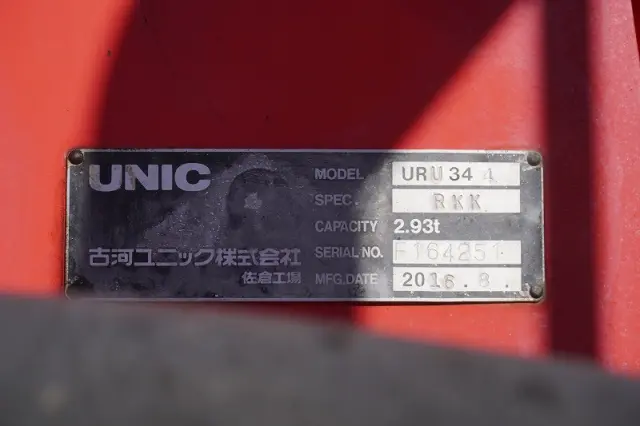 UNIC
MODEL URU344
SPEC. RKK
CAPACITY 2.93t
古河ユニック株式会社
SERIAL NO. F164251
佐倉工場
MFG.DATE 2016.8.